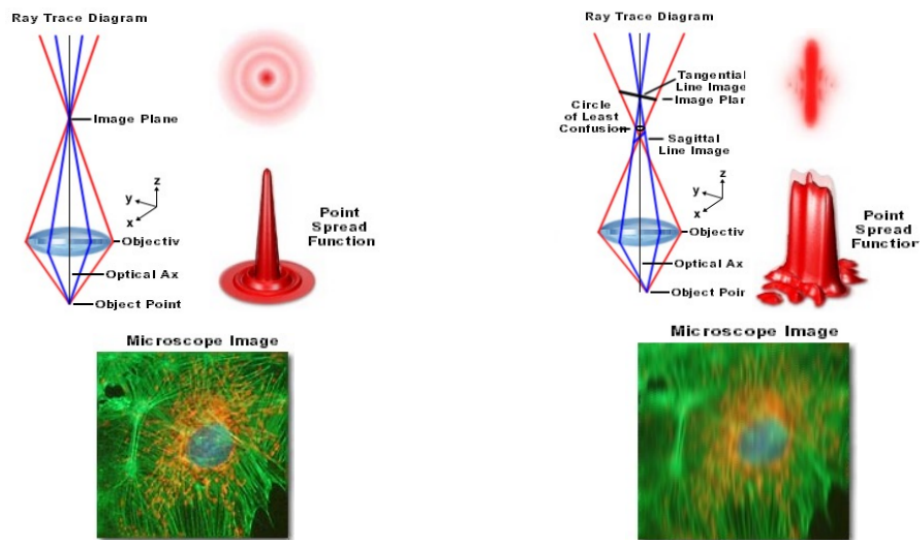 Ray Trace Diagram
Image Plane
z
y
x
Objectiv
Point
Spread
Function
Optical Ax
Object Point
Microscope Image
Ray Trace Diagram
Tangential
Line Image
Image Plar
Circle
of Least
Confusion
Sagittal
Line Image
z
y
x
Objectiv
Point
Spread
Function
Optical Ax
Object Poir
Microscope Image